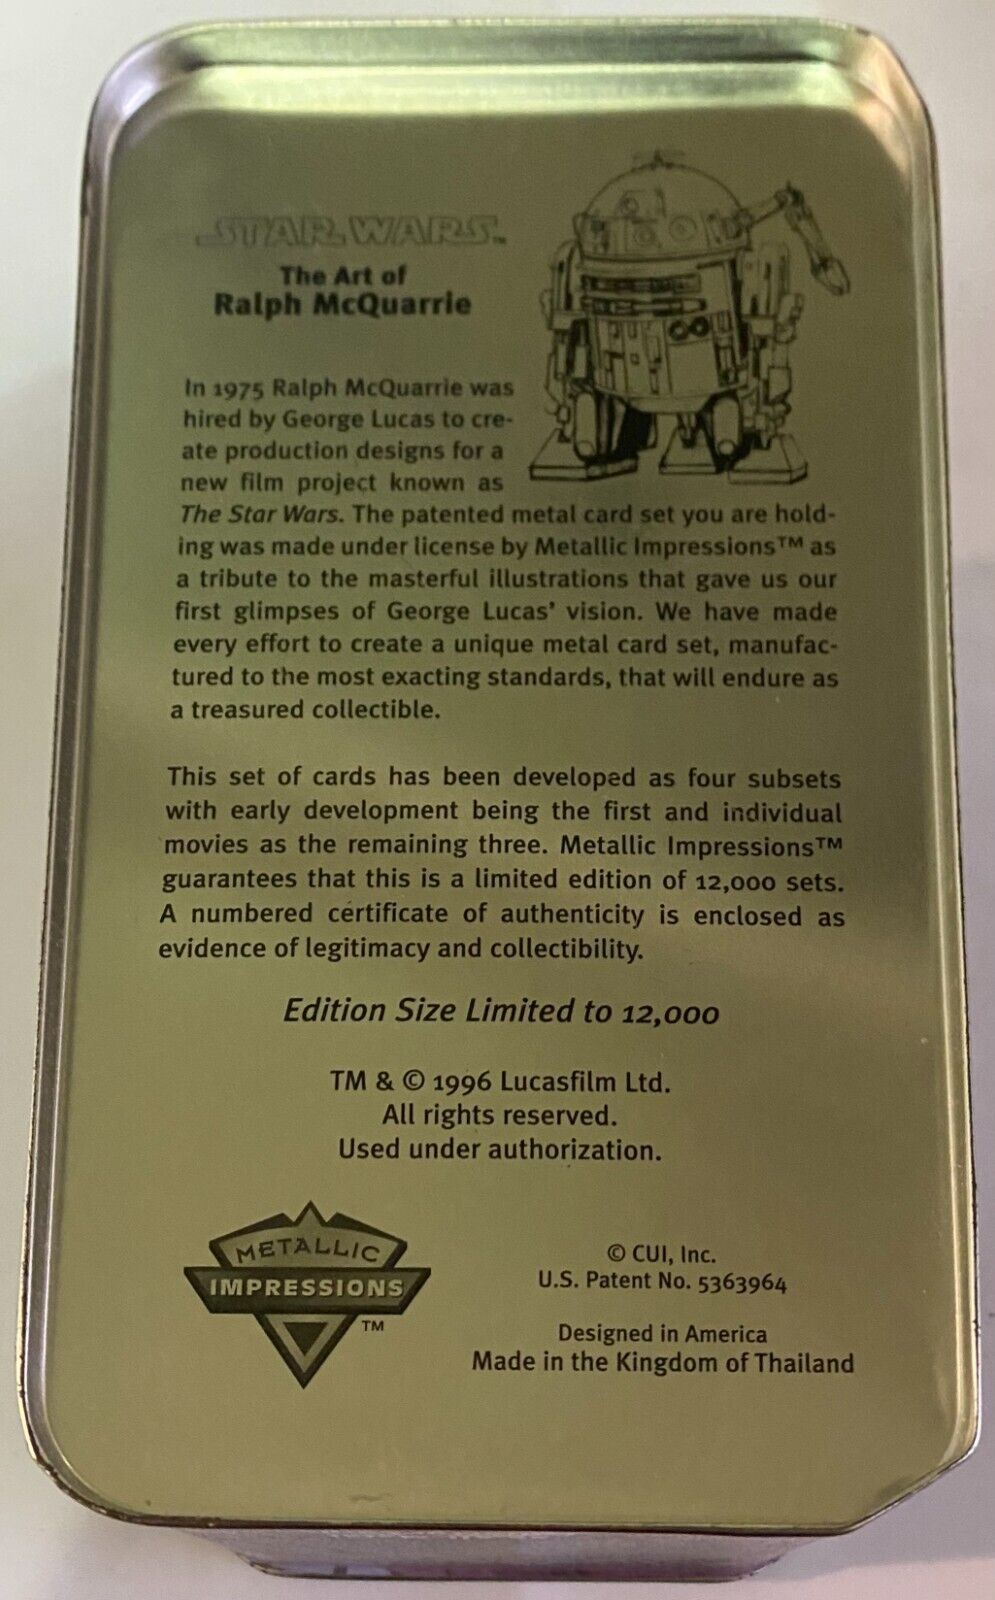 STAR WARS™
The Art of
Ralph McQuarrie
In 1975 Ralph McQuarrie was
hired by George Lucas to cre-
ate production designs for a
new film project known as
The Star Wars. The patented metal card set you are hold-
ing was made under license by Metallic Impressions™ as
a tribute to the masterful illustrations that gave us our
first glimpses of George Lucas' vision. We have made
every effort to create a unique metal card set, manufac-
tured to the most exacting standards, that will endure as
a treasured collectible.
This set of cards has been developed as four subsets
with early development being the first and individual
movies as the remaining three. Metallic Impressions™
guarantees that this is a limited edition of 12,000 sets.
A numbered certificate of authenticity is enclosed as
evidence of legitimacy and collectibility.
Edition Size Limited to 12,000
TM & © 1996 Lucasfilm Ltd.
All rights reserved.
Used under authorization.
METALLIC
IMPRESSIONS
™
© CUI, Inc.
U.S. Patent No. 5363964
Designed in America
Made in the Kingdom of Thailand